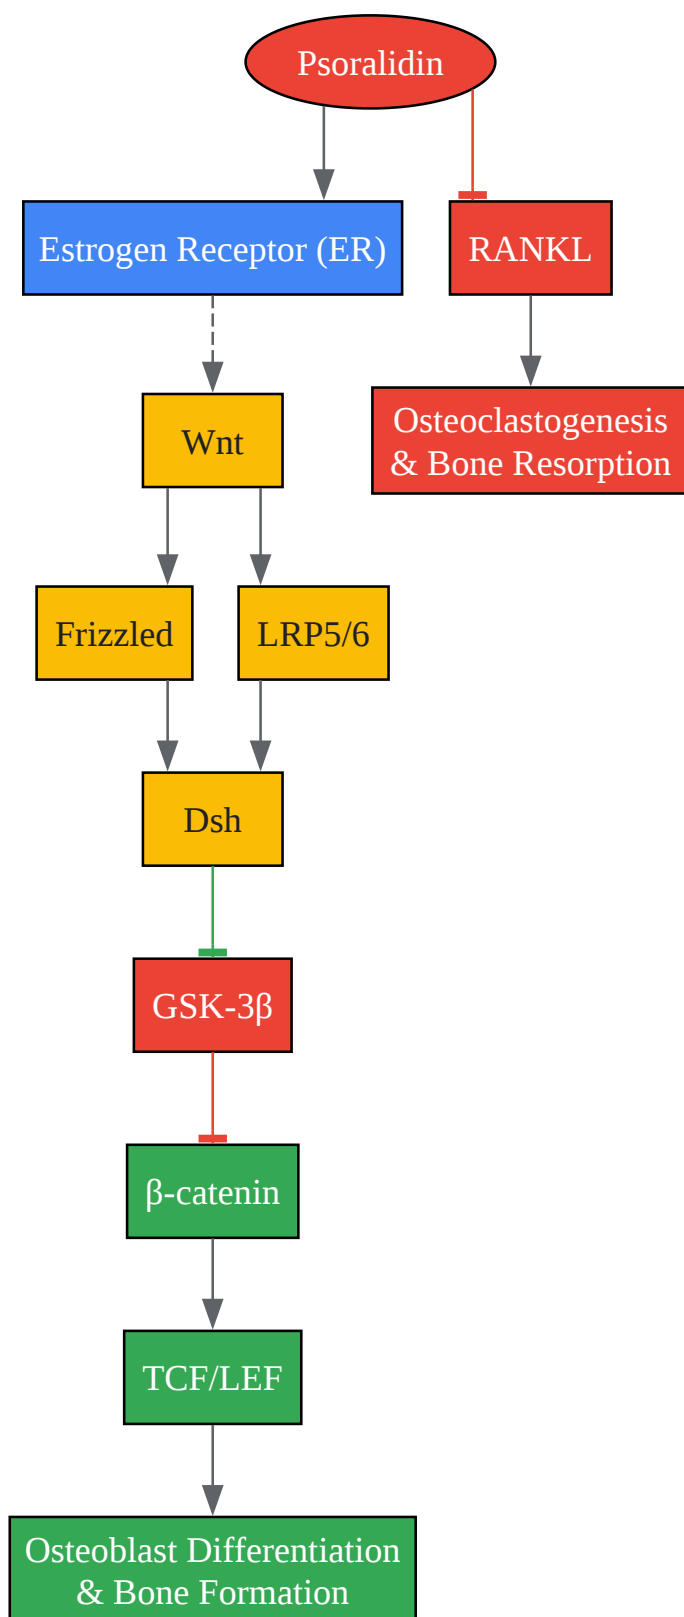 Psoralidin
Estrogen Receptor (ER)
RANKL
Wnt
Osteoclastogenesis
& Bone Resorption
Frizzled
LRP5/6
Dsh
GSK-3β
β-catenin
TCF/LEF
Osteoblast Differentiation
& Bone Formation